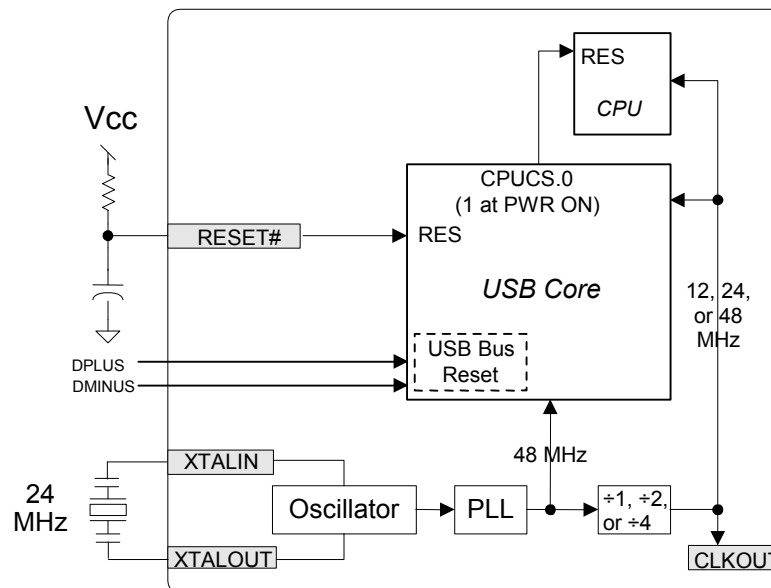 RES
CPU
Vcc
CPUCS.0
(1 at PWR ON)
RESET#
RES
USB Core
12, 24,
or 48
MHz
USB Bus
Reset
DPLUS
DMINUS
XTALIN
48 MHz
24
MHz
Oscillator
PLL
÷1, ÷2,
or ÷4
XTALOUT
CLKOUT